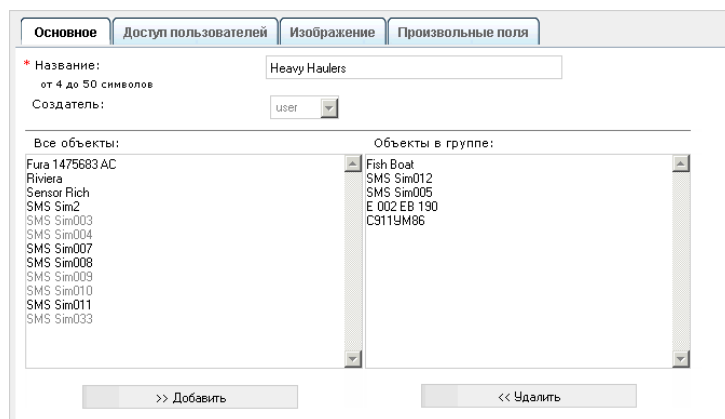 Основное Доступ пользователей Изображение Произвольные поля
* Название: Heavy Haulers
от 4 до 50 символов
Создатель: user
Все объекты:
Fura 1475683 AC
Riviera
Sensor Rich
SMS Sim2
SMS Sim003
SMS Sim004
SMS Sim007
SMS Sim008
SMS Sim009
SMS Sim010
SMS Sim011
SMS Sim033
>> Добавить
Объекты в группе:
Fish Boat
SMS Sim012
SMS Sim005
E 002 EB 190
С911УМ86
<< Удалить